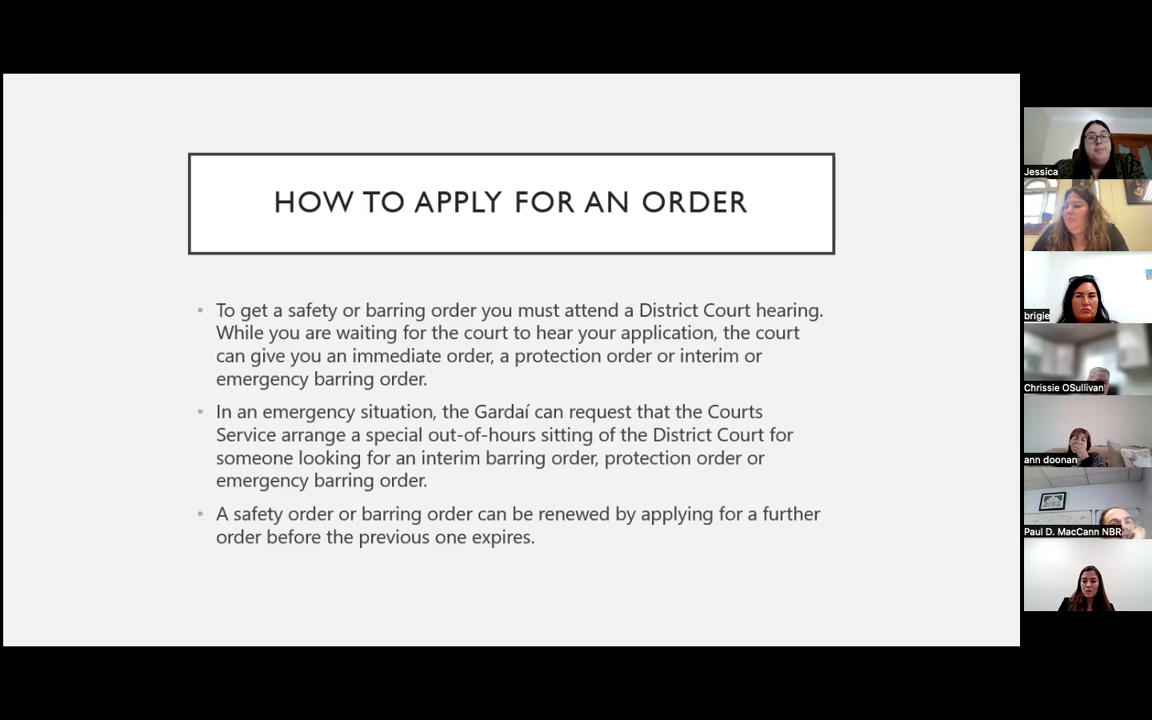 HOW TO APPLY FOR AN ORDER
• To get a safety or barring order you must attend a District Court hearing.
While you are waiting for the court to hear your application, the court
can give you an immediate order, a protection order or interim or
emergency barring order.
• In an emergency situation, the Gardaí can request that the Courts
Service arrange a special out-of-hours sitting of the District Court for
someone looking for an interim barring order, protection order or
emergency barring order.
• A safety order or barring order can be renewed by applying for a further
order before the previous one expires.
Jessica
brigie
Chrissie OSullivan
ann doonan
Paul D. MacCann NBR